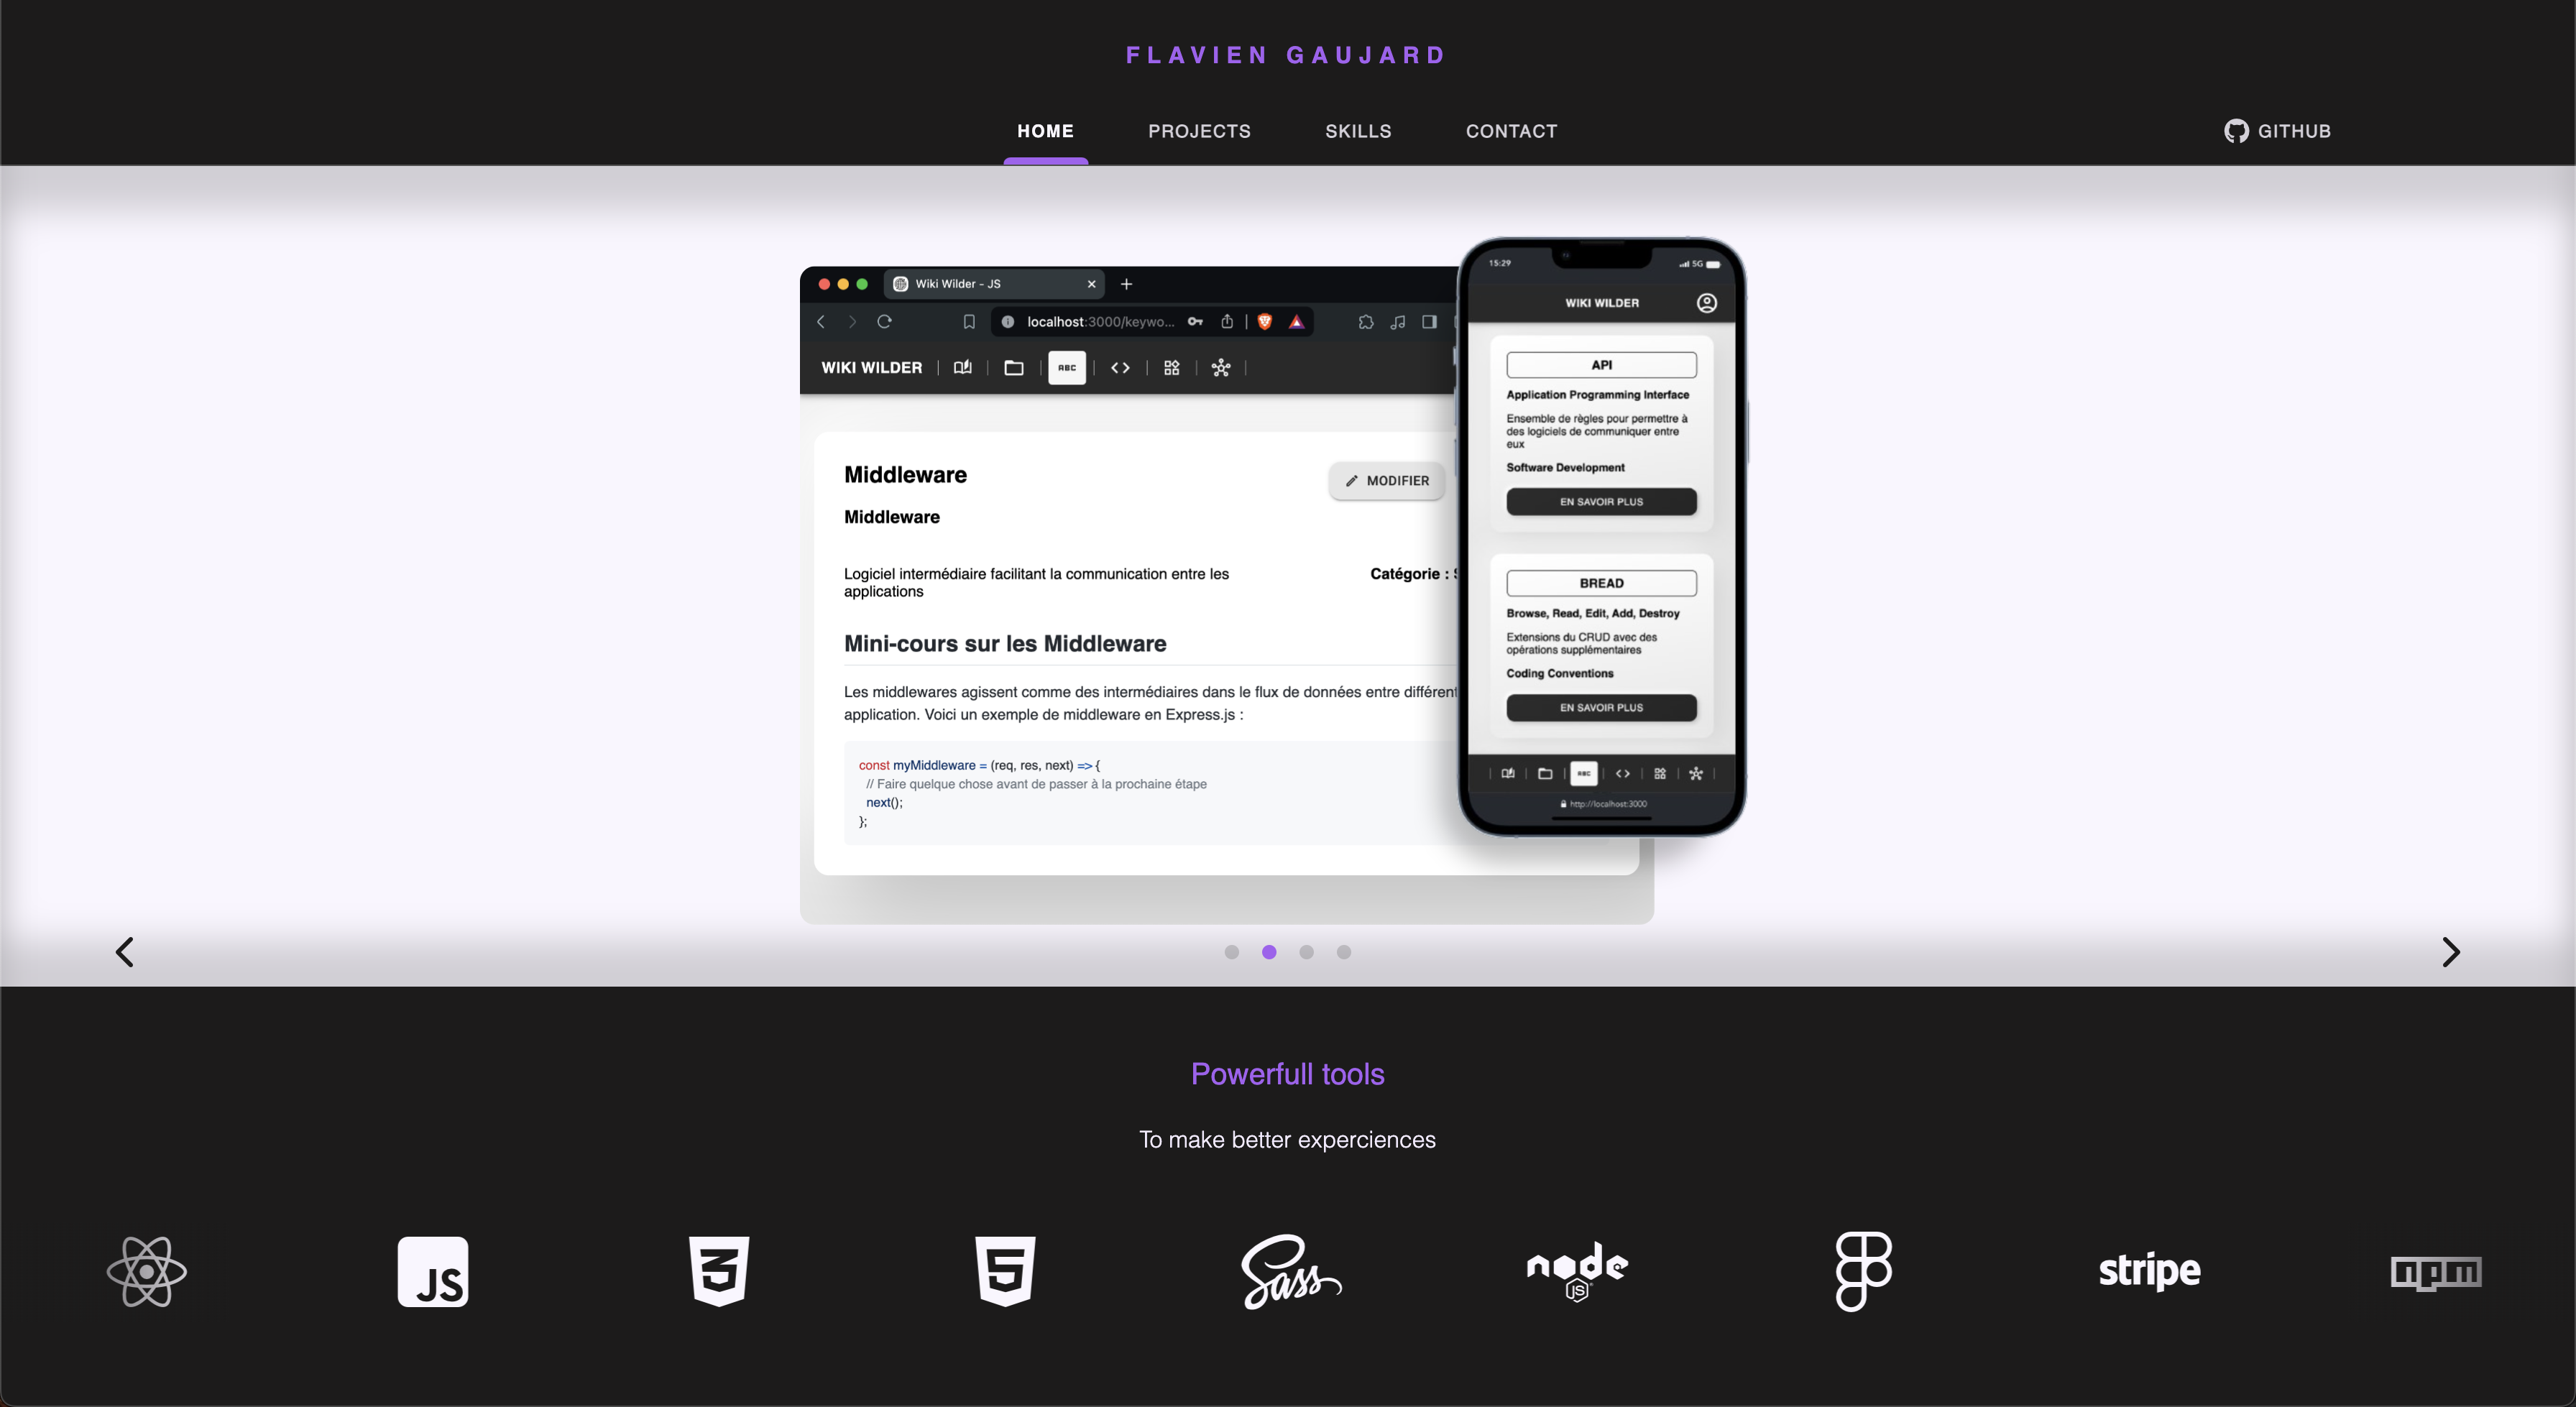 FLAVIEN GAUJARD
HOME PROJECTS SKILLS CONTACT GITHUB
Wiki Wilder - JS
localhost:3000/keywo...
WIKI WILDER ABC
Middleware
MODIFIER
Middleware
Logiciel intermédiaire facilitant la communication entre les
applications
Catégorie :
Mini-cours sur les Middleware
Les middlewares agissent comme des intermédiaires dans le flux de données entre différent
application. Voici un exemple de middleware en Express.js :
const myMiddleware = (req, res, next) => {
// Faire quelque chose avant de passer à la prochaine étape
next();
};
15:29 5G
WIKI WILDER
API
Application Programming Interface
Ensemble de règles pour permettre à
des logiciels de communiquer entre
eux
Software Development
EN SAVOIR PLUS
BREAD
Browse, Read, Edit, Add, Destroy
Extensions du CRUD avec des
opérations supplémentaires
Coding Conventions
EN SAVOIR PLUS
ABC
http://localhost:3000
Powerfull tools
To make better experciences
JS 3 5 Sass node JS stripe npm